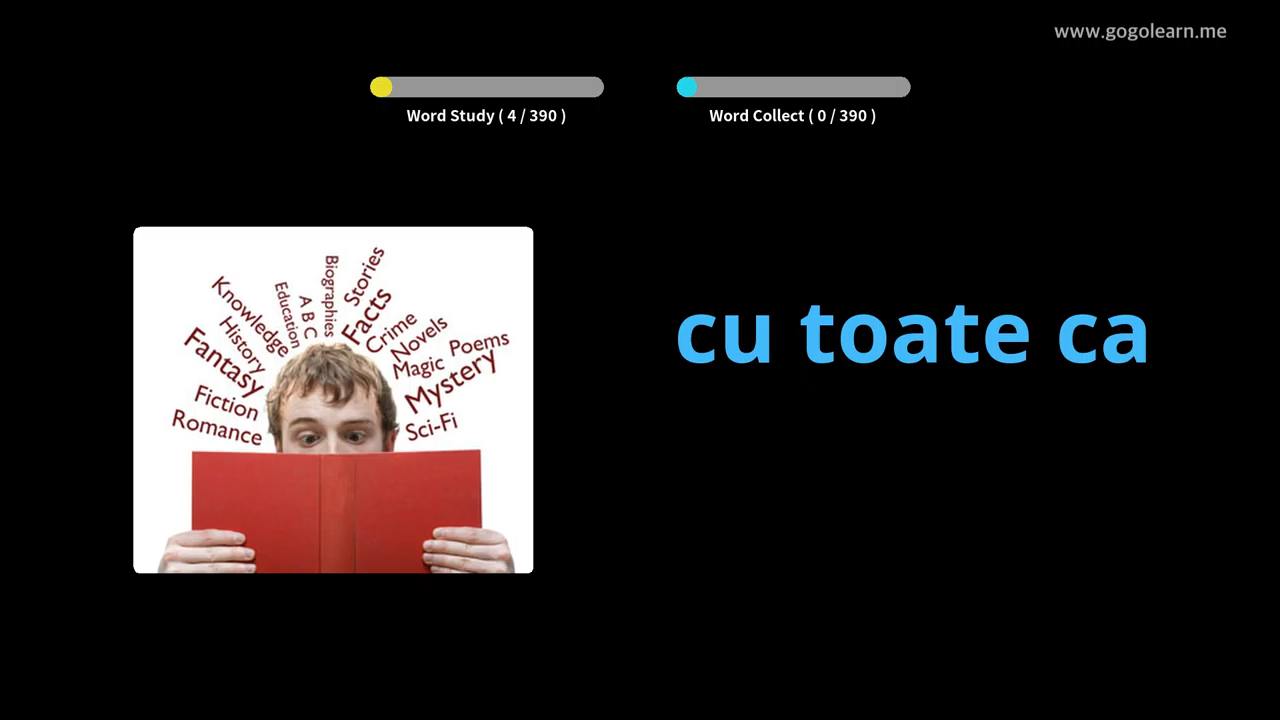 www.gogolearn.me
Word Study ( 4 / 390 )
Word Collect ( 0 / 390 )
cu toate ca
Knowledge
Education
A B C
Biographies
Stories
Facts
Crime
Novels
Poems
History
Fantasy
Magic
Mystery
Fiction
Romance
Sci-Fi